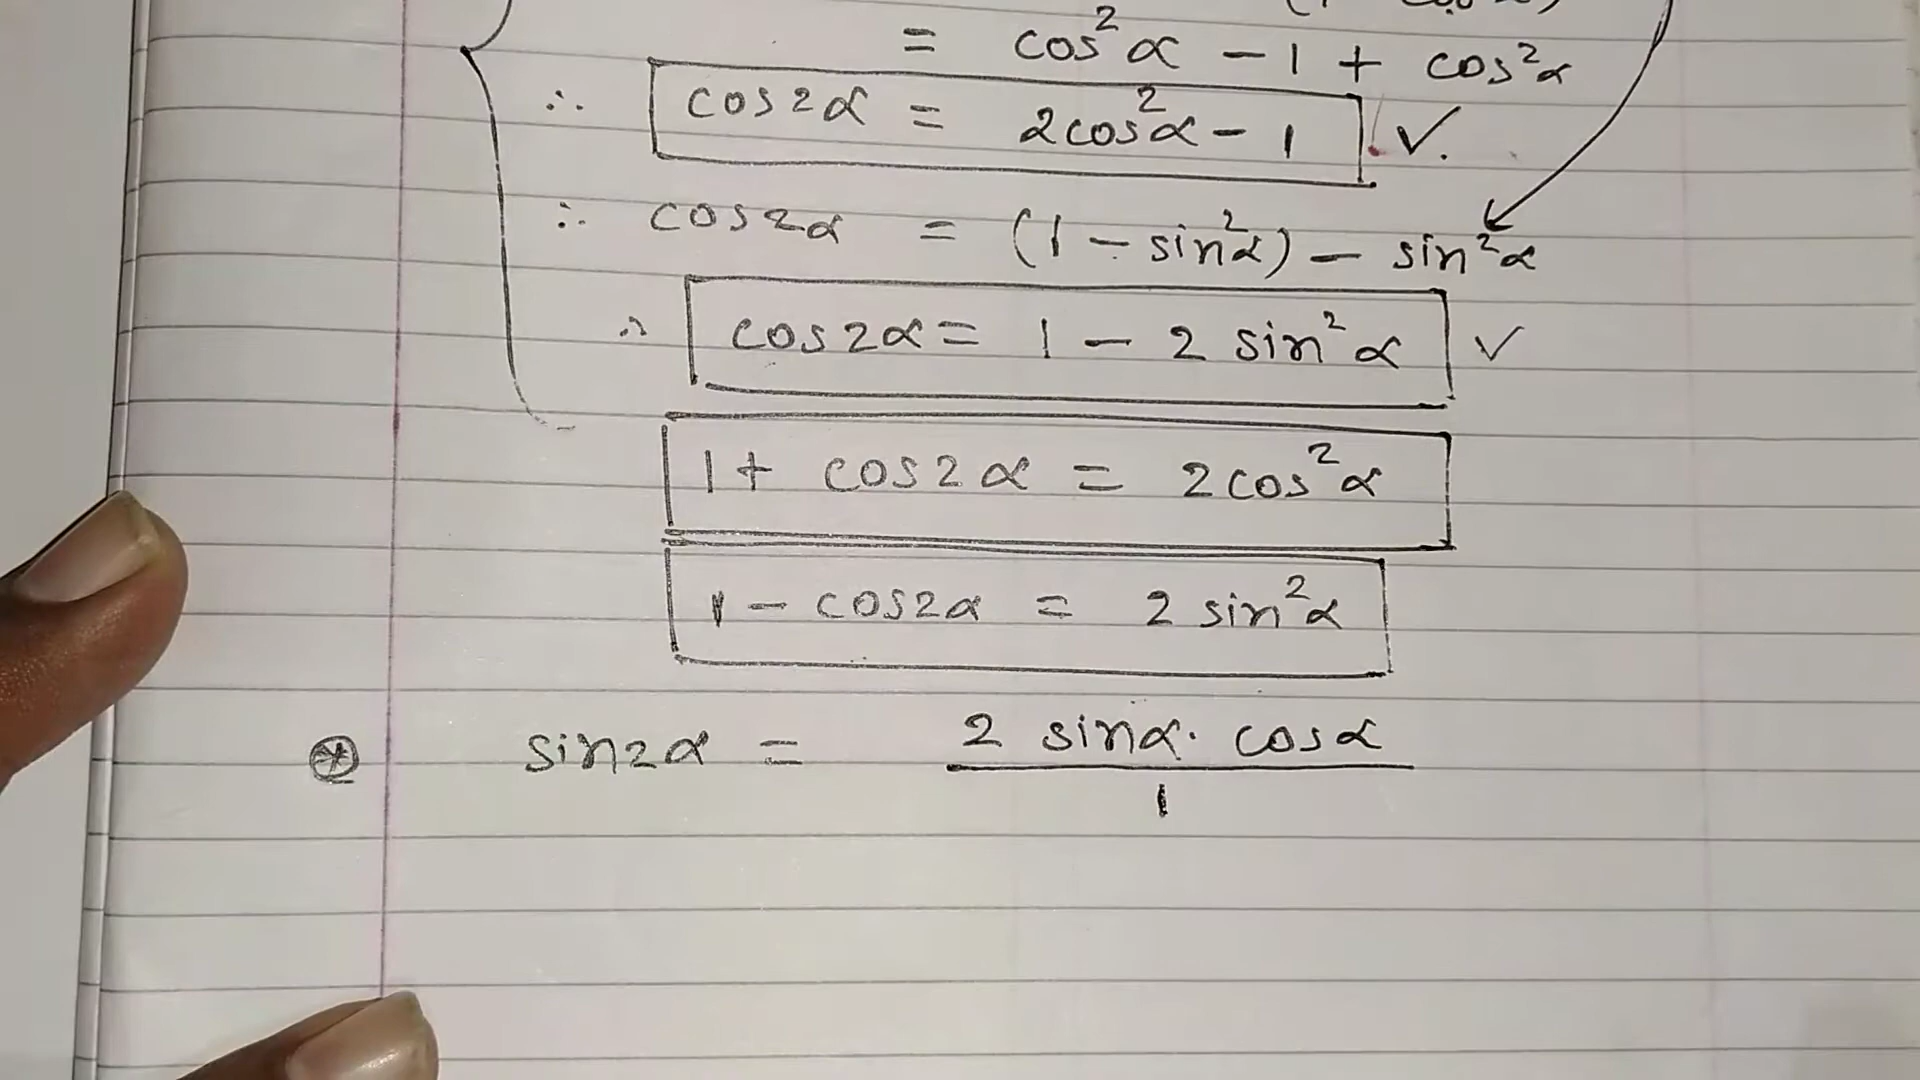 = cos²α - 1 + cos²α
∴ cos2α = 2cos²α - 1 ✓.
∴ cos2α = (1 - sin²α) - sin²α
∴ cos2α = 1 - 2 sin²α ✓
1 + cos2α = 2cos²α
1 - cos2α = 2 sin²α
⊛ sin2α = 2 sinα. cosα
1